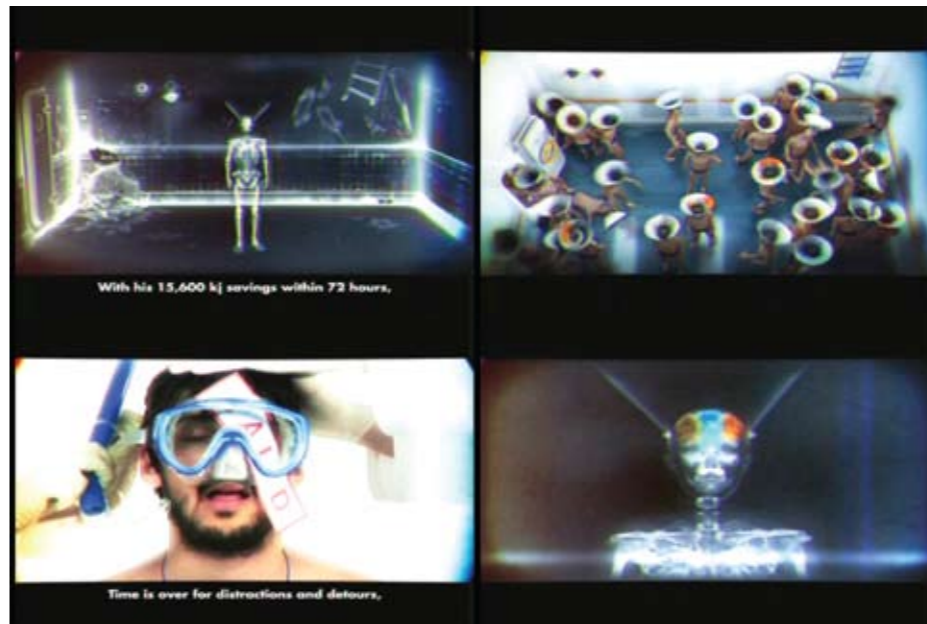 With his 15,600 kj savings within 72 hours,
Time is over for distractions and detours,